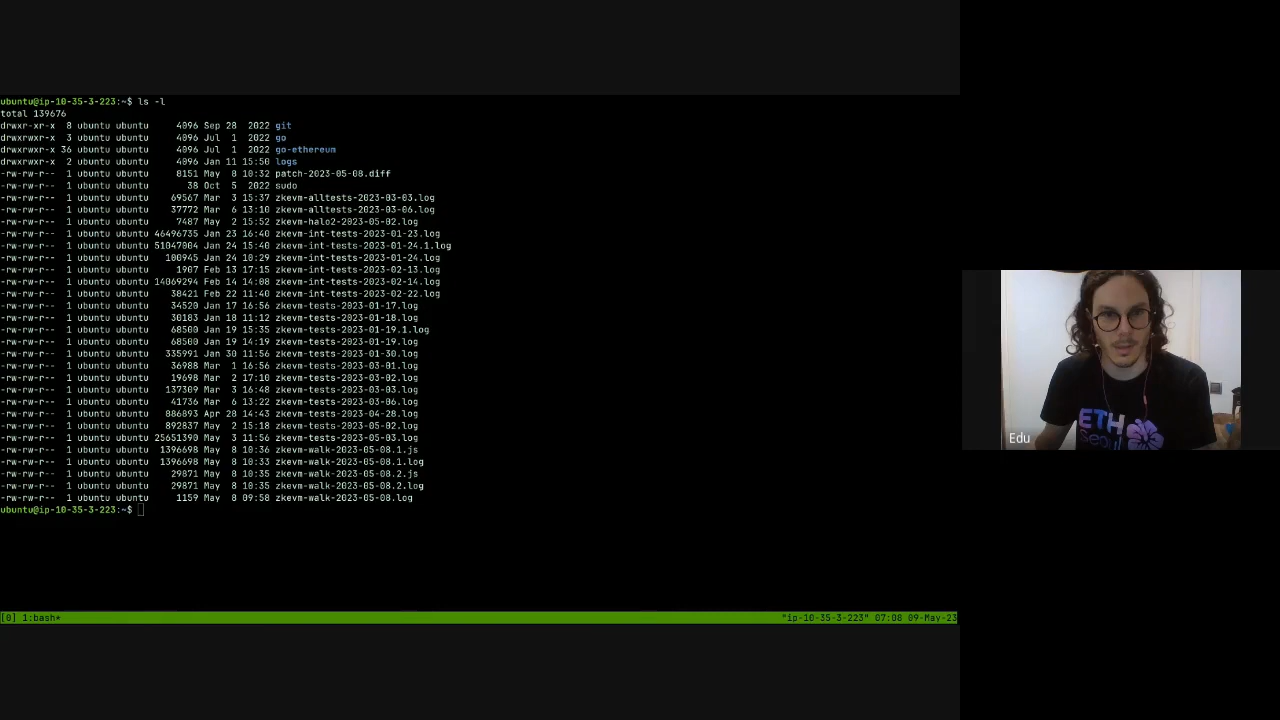 ubuntu@ip-10-35-3-223:~$ ls -l
total 139676
drwxr-xr-x  8 ubuntu ubuntu     4096 Sep 28  2022 git
drwxrwxr-x  3 ubuntu ubuntu     4096 Jul  1  2022 go
drwxrwxr-x 36 ubuntu ubuntu     4096 Jul  1  2022 go-ethereum
drwxrwxr-x  2 ubuntu ubuntu     4096 Jan 11 15:50 logs
-rw-rw-r--  1 ubuntu ubuntu     8151 May  8 10:32 patch-2023-05-08.diff
-rw-rw-r--  1 ubuntu ubuntu       38 Oct  5  2022 sudo
-rw-rw-r--  1 ubuntu ubuntu    69567 Mar  3 15:37 zkevm-alltests-2023-03-03.log
-rw-rw-r--  1 ubuntu ubuntu    37772 Mar  6 13:10 zkevm-alltests-2023-03-06.log
-rw-rw-r--  1 ubuntu ubuntu     7487 May  2 15:52 zkevm-halo2-2023-05-02.log
-rw-rw-r--  1 ubuntu ubuntu 46496735 Jan 23 16:40 zkevm-int-tests-2023-01-23.log
-rw-rw-r--  1 ubuntu ubuntu 51047004 Jan 24 15:40 zkevm-int-tests-2023-01-24.1.log
-rw-rw-r--  1 ubuntu ubuntu   100945 Jan 24 10:29 zkevm-int-tests-2023-01-24.log
-rw-rw-r--  1 ubuntu ubuntu     1907 Feb 13 17:15 zkevm-int-tests-2023-02-13.log
-rw-rw-r--  1 ubuntu ubuntu 14069294 Feb 14 14:08 zkevm-int-tests-2023-02-14.log
-rw-rw-r--  1 ubuntu ubuntu    38421 Feb 22 11:40 zkevm-int-tests-2023-02-22.log
-rw-rw-r--  1 ubuntu ubuntu    34520 Jan 17 16:56 zkevm-tests-2023-01-17.log
-rw-rw-r--  1 ubuntu ubuntu    30183 Jan 18 11:12 zkevm-tests-2023-01-18.log
-rw-rw-r--  1 ubuntu ubuntu    68500 Jan 19 15:35 zkevm-tests-2023-01-19.1.log
-rw-rw-r--  1 ubuntu ubuntu    68500 Jan 19 14:19 zkevm-tests-2023-01-19.log
-rw-rw-r--  1 ubuntu ubuntu   335991 Jan 30 11:56 zkevm-tests-2023-01-30.log
-rw-rw-r--  1 ubuntu ubuntu    36988 Mar  1 16:56 zkevm-tests-2023-03-01.log
-rw-rw-r--  1 ubuntu ubuntu    19698 Mar  2 17:10 zkevm-tests-2023-03-02.log
-rw-rw-r--  1 ubuntu ubuntu   137309 Mar  3 16:48 zkevm-tests-2023-03-03.log
-rw-rw-r--  1 ubuntu ubuntu    41736 Mar  6 13:22 zkevm-tests-2023-03-06.log
-rw-rw-r--  1 ubuntu ubuntu   886893 Apr 28 14:43 zkevm-tests-2023-04-28.log
-rw-rw-r--  1 ubuntu ubuntu   892837 May  2 15:18 zkevm-tests-2023-05-02.log
-rw-rw-r--  1 ubuntu ubuntu 25651390 May  3 11:56 zkevm-tests-2023-05-03.log
-rw-rw-r--  1 ubuntu ubuntu  1396698 May  8 10:36 zkevm-walk-2023-05-08.1.js
-rw-rw-r--  1 ubuntu ubuntu  1396698 May  8 10:33 zkevm-walk-2023-05-08.1.log
-rw-rw-r--  1 ubuntu ubuntu    29871 May  8 10:35 zkevm-walk-2023-05-08.2.js
-rw-rw-r--  1 ubuntu ubuntu    29871 May  8 10:35 zkevm-walk-2023-05-08.2.log
-rw-rw-r--  1 ubuntu ubuntu     1159 May  8 09:58 zkevm-walk-2023-05-08.log
ubuntu@ip-10-35-3-223:~$
[0] 1:bash* "ip-10-35-3-223" 07:08 09-May-23
ETH
Seoul
Edu